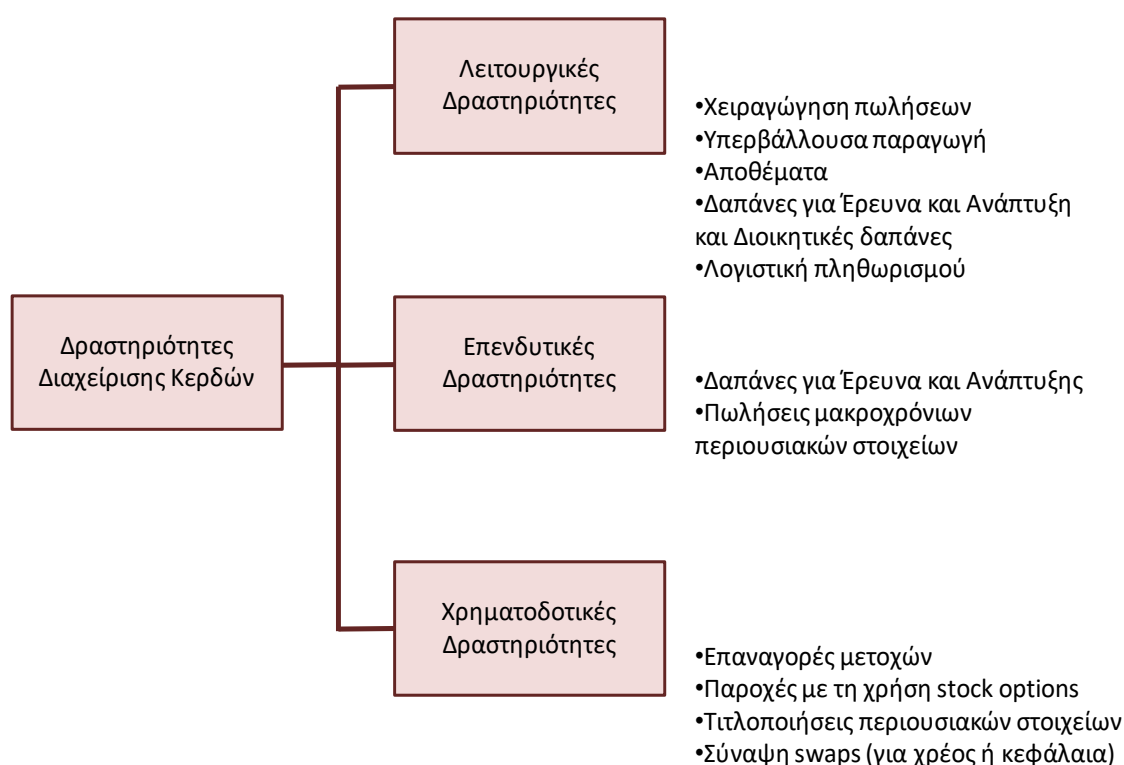 Λειτουργικές
Δραστηριότητες
•Χειραγώγηση πωλήσεων
•Υπερβάλλουσα παραγωγή
•Αποθέματα
•Δαπάνες για Έρευνα και Ανάπτυξη
και Διοικητικές δαπάνες
•Λογιστική πληθωρισμού
Δραστηριότητες
Διαχείρισης Κερδών
Επενδυτικές
Δραστηριότητες
•Δαπάνες για Έρευνα και Ανάπτυξης
•Πωλήσεις μακροχρόνιων
περιουσιακών στοιχείων
Χρηματοδοτικές
Δραστηριότητες
•Επαναγορές μετοχών
•Παροχές με τη χρήση stock options
•Τιτλοποιήσεις περιουσιακών στοιχείων
•Σύναψη swaps (για χρέος ή κεφάλαια)